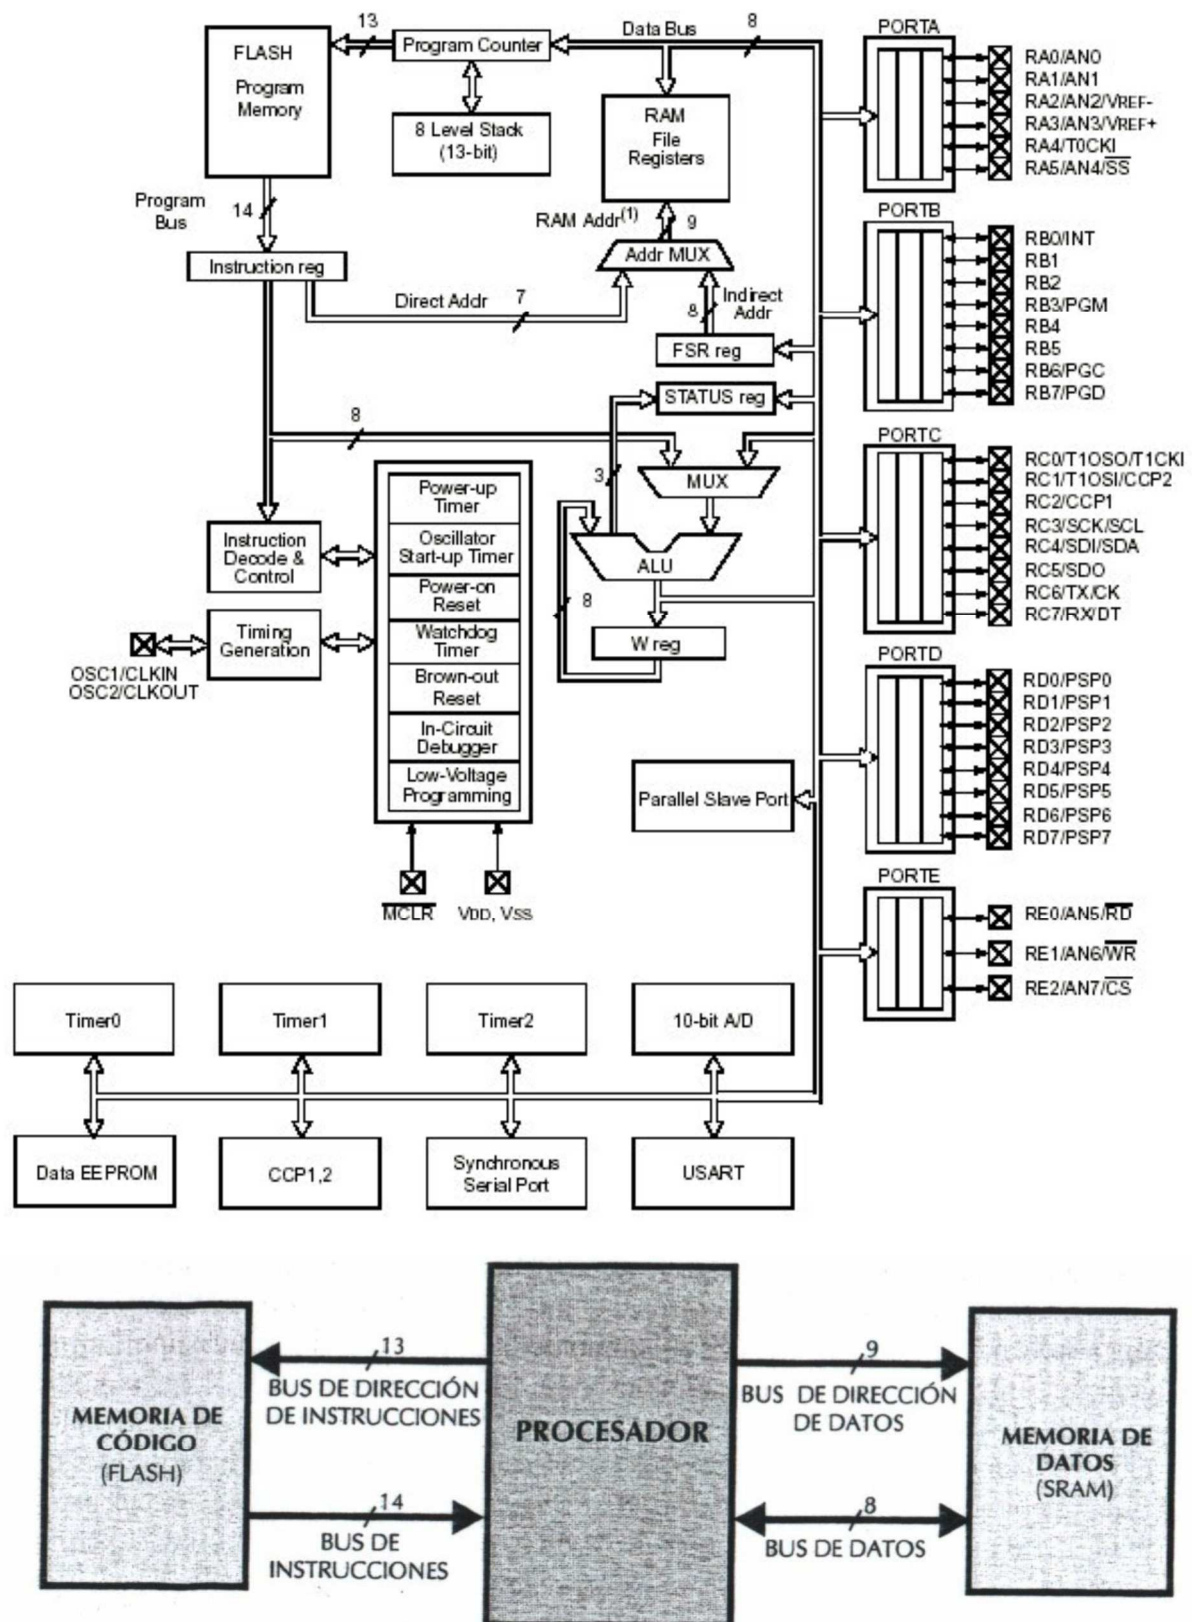 13
Data Bus
8
PORTA
FLASH
Program
Memory
Program Counter
8 Level Stack
(13-bit)
RAM
File
Registers
RA0/AN0
RA1/AN1
RA2/AN2/VREF-
RA3/AN3/VREF+
RA4/T0CKI
RA5/AN4/SS
Program
Bus
14
RAM Addr(1)
9
PORTB
Instruction reg
Addr MUX
Direct Addr
7
8
Indirect
Addr
FSR reg
RB0/INT
RB1
RB2
RB3/PGM
RB4
RB5
RB6/PGC
RB7/PGD
STATUS reg
8
3
MUX
PORTC
Power-up
Timer
Oscillator
Start-up Timer
Power-on
Reset
Watchdog
Timer
Brown-out
Reset
In-Circuit
Debugger
Low-Voltage
Programming
Instruction
Decode &
Control
Timing
Generation
OSC1/CLKIN
OSC2/CLKOUT
ALU
8
W reg
RC0/T1OSO/T1CKI
RC1/T1OSI/CCP2
RC2/CCP1
RC3/SCK/SCL
RC4/SDI/SDA
RC5/SDO
RC6/TX/CK
RC7/RX/DT
PORTD
RD0/PSP0
RD1/PSP1
RD2/PSP2
RD3/PSP3
RD4/PSP4
RD5/PSP5
RD6/PSP6
RD7/PSP7
Parallel Slave Port
MCLR
VDD, VSS
PORTE
RE0/AN5/RD
RE1/AN6/WR
RE2/AN7/CS
Timer0
Timer1
Timer2
10-bit A/D
Data EEPROM
CCP1,2
Synchronous
Serial Port
USART
MEMORIA DE
CÓDIGO
(FLASH)
13
BUS DE DIRECCIÓN
DE INSTRUCCIONES
14
BUS DE
INSTRUCCIONES
PROCESADOR
9
BUS DE DIRECCIÓN
DE DATOS
8
BUS DE DATOS
MEMORIA DE
DATOS
(SRAM)